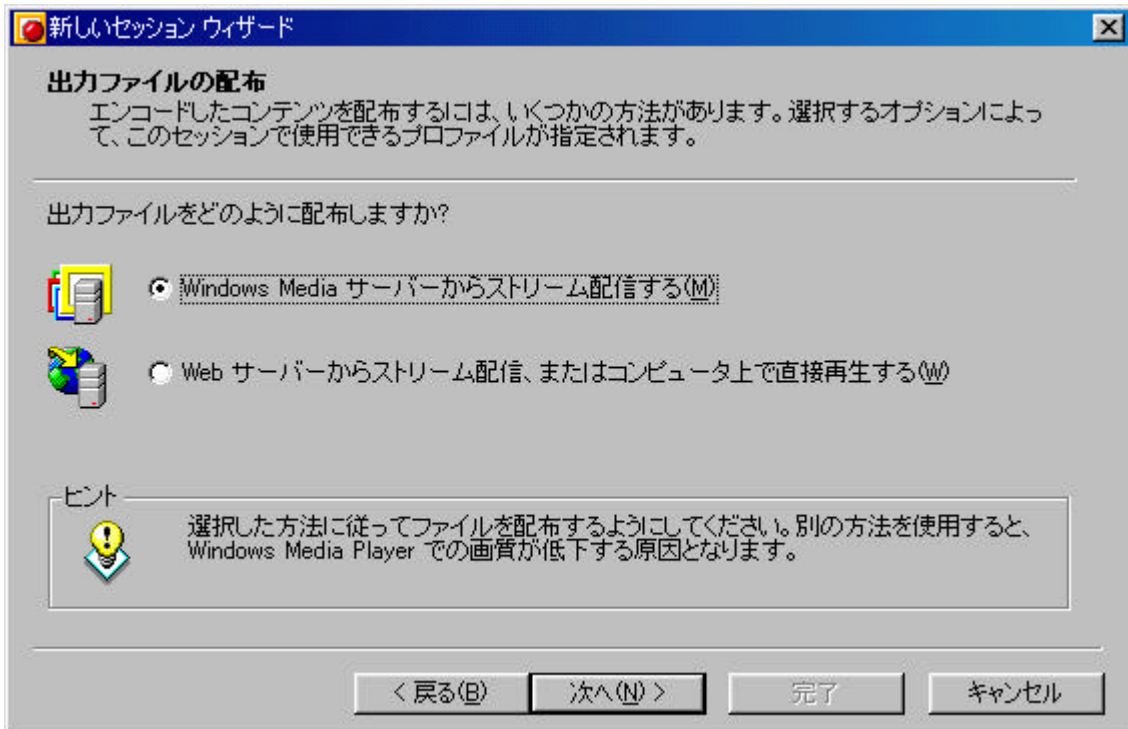 新しいセッション ウィザード
出力ファイルの配布
エンコードしたコンテンツを配布するには、いくつかの方法があります。選択するオプションによっ
て、このセッションで使用できるプロファイルが指定されます。
出力ファイルをどのように配布しますか?
Windows Media サーバーからストリーム配信する(M)
Web サーバーからストリーム配信、またはコンピュータ上で直接再生する(W)
ヒント
選択した方法に従ってファイルを配布するようにしてください。別の方法を使用すると、
Windows Media Player での画質が低下する原因となります。
< 戻る(B) 次へ(N) > 完了 キャンセル